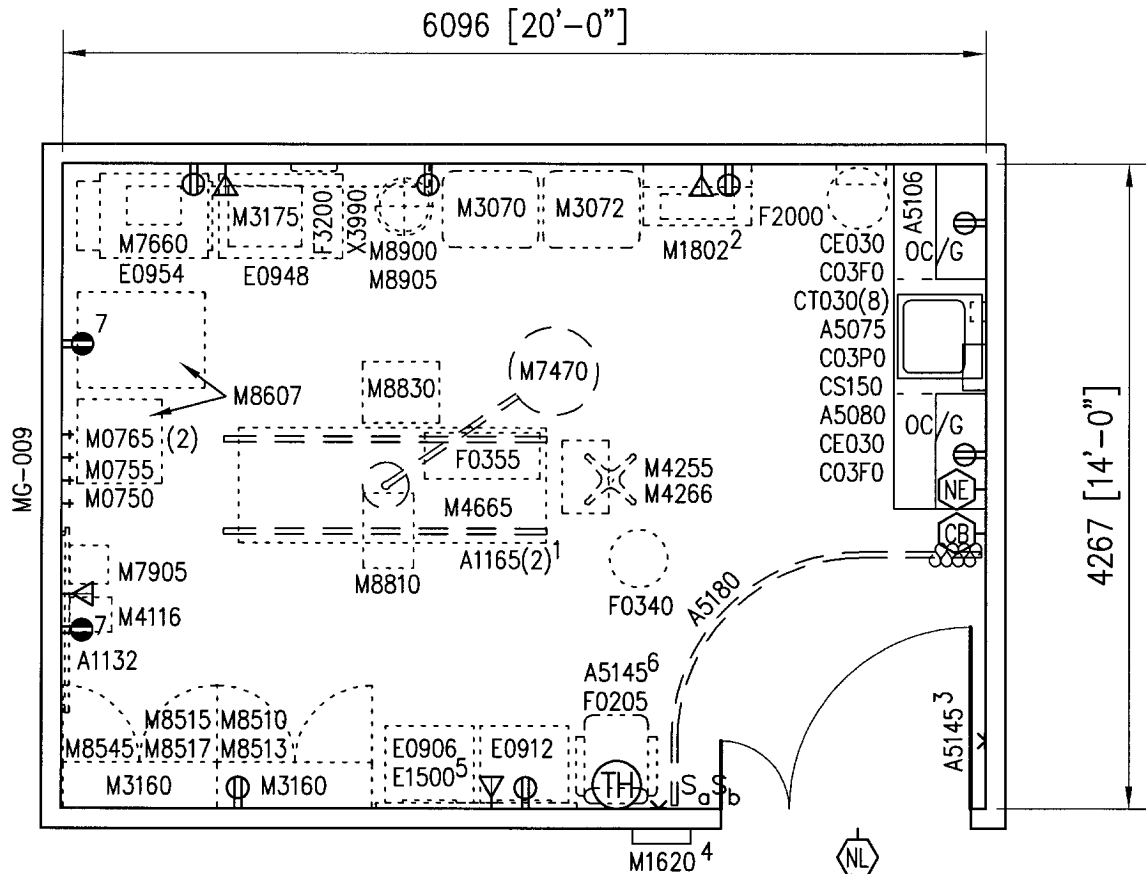 6096 [20'-0"]
M7660
E0954
M3175
E0948
F3200
X3990
M8900
M8905
M3070
M3072
M1802 2
F2000
A5106
CE030
C03F0
OC/G
CT030(8)
A5075
C03P0
CS150
A5080
CE030
C03F0
OC/G
NE
CB
4267 [14'-0"]
7
M8607
M8830
M7470
MG-009
M0765 (2)
M0755
M0750
F0355
M4665
M4255
M4266
A1165(2) 1
M8810
F0340
M7905
M4116
7
A1132
A5180
A5145 6
F0205
A5145 3
M8515
M8510
M8545
M8517
M8513
M3160
M3160
E0906
E1500 5
E0912
TH
SaSb
M1620 4
NL